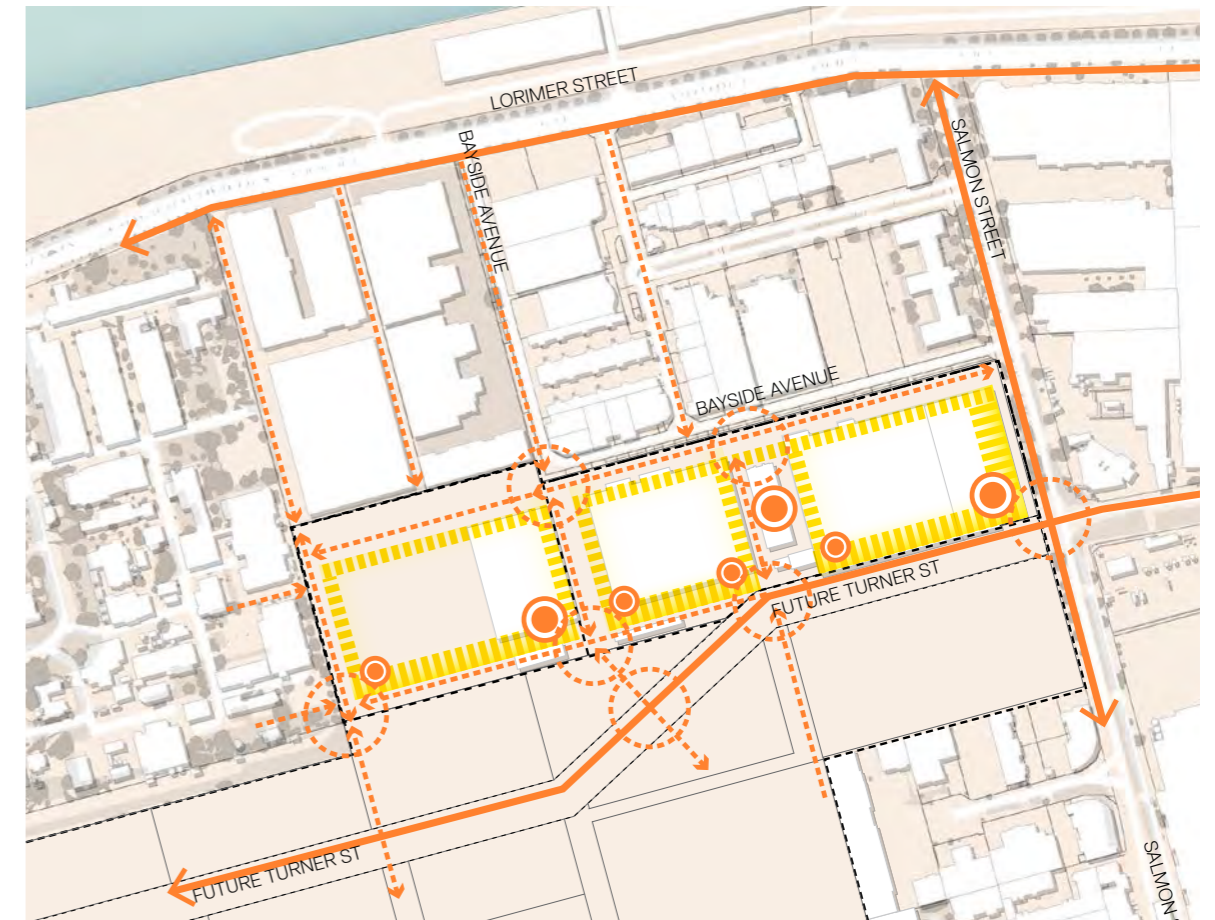 LORIMER STREET
BAYSIDE AVENUE
SALMON STREET
BAYSIDE AVENUE
FUTURE TURNER ST
FUTURE TURNER ST
SALMON